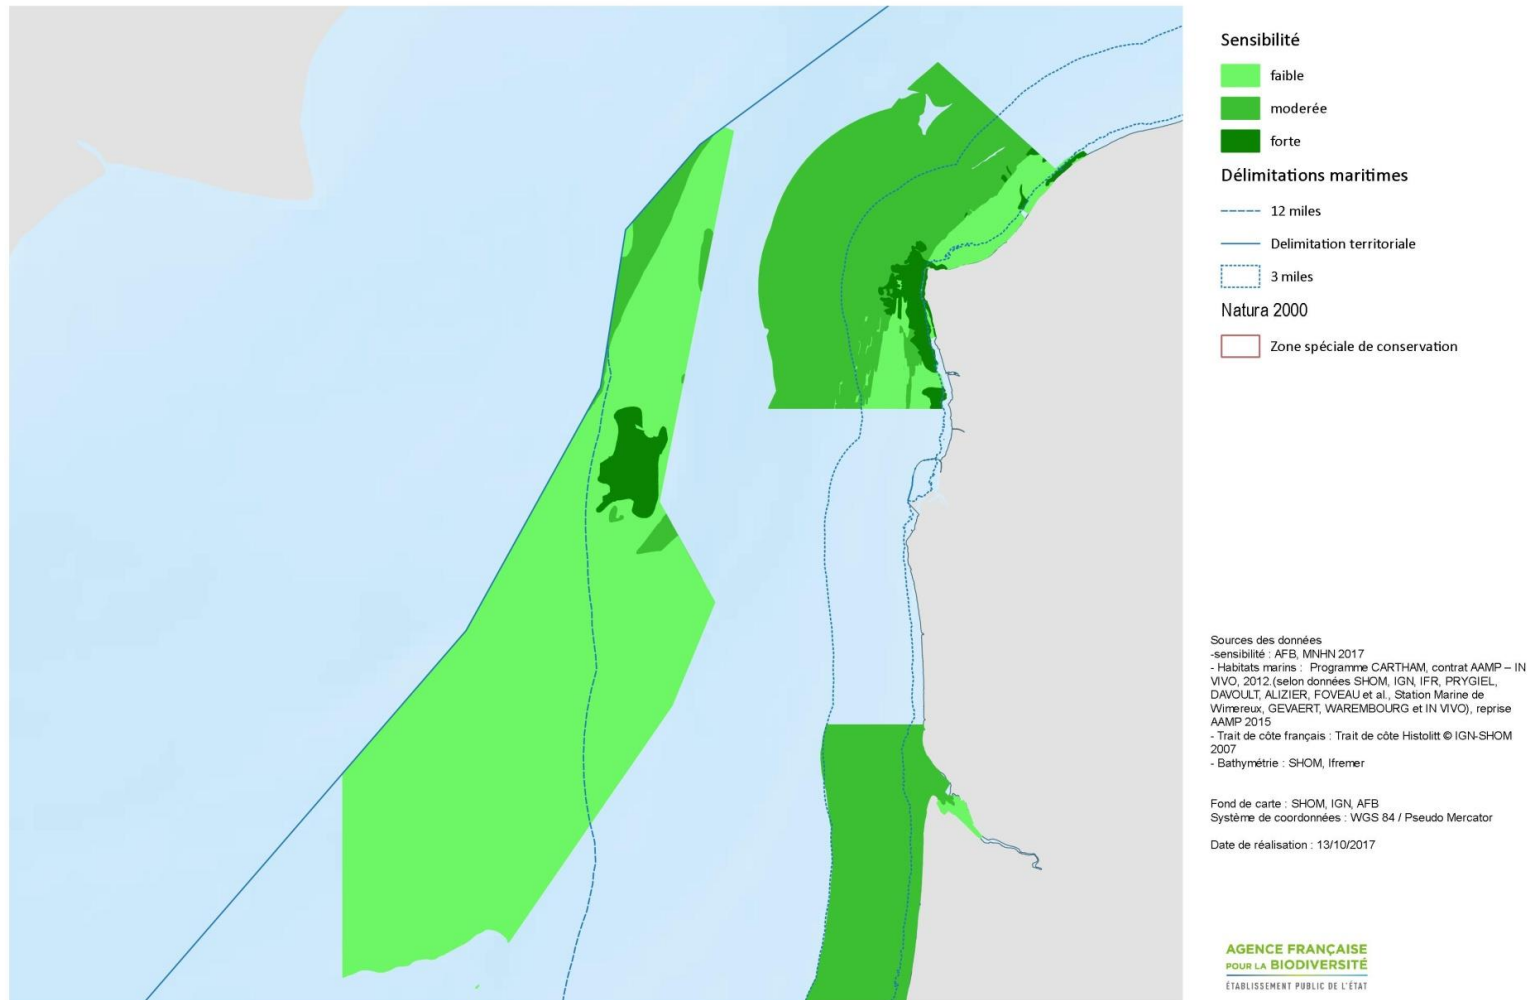 Sensibilité
faible
moderée
forte
Délimitations maritimes
12 miles
Delimitation territoriale
3 miles
Natura 2000
Zone spéciale de conservation
Sources des données
-sensibilité : AFB, MNHN 2017
- Habitats marins : Programme CARTHAM, contrat AAMP – IN
VIVO, 2012.(selon données SHOM, IGN, IFR, PRYGIEL,
DAVOULT, ALIZIER, FOVEAU et al., Station Marine de
Wimereux, GEVAERT, WAREMBOURG et IN VIVO), reprise
AAMP 2015
- Trait de côte français : Trait de côte Histolitt © IGN-SHOM
2007
- Bathymétrie : SHOM, Ifremer
Fond de carte : SHOM, IGN, AFB
Système de coordonnées : WGS 84 / Pseudo Mercator
Date de réalisation : 13/10/2017
AGENCE FRANÇAISE
POUR LA BIODIVERSITÉ
ÉTABLISSEMENT PUBLIC DE L'ÉTAT